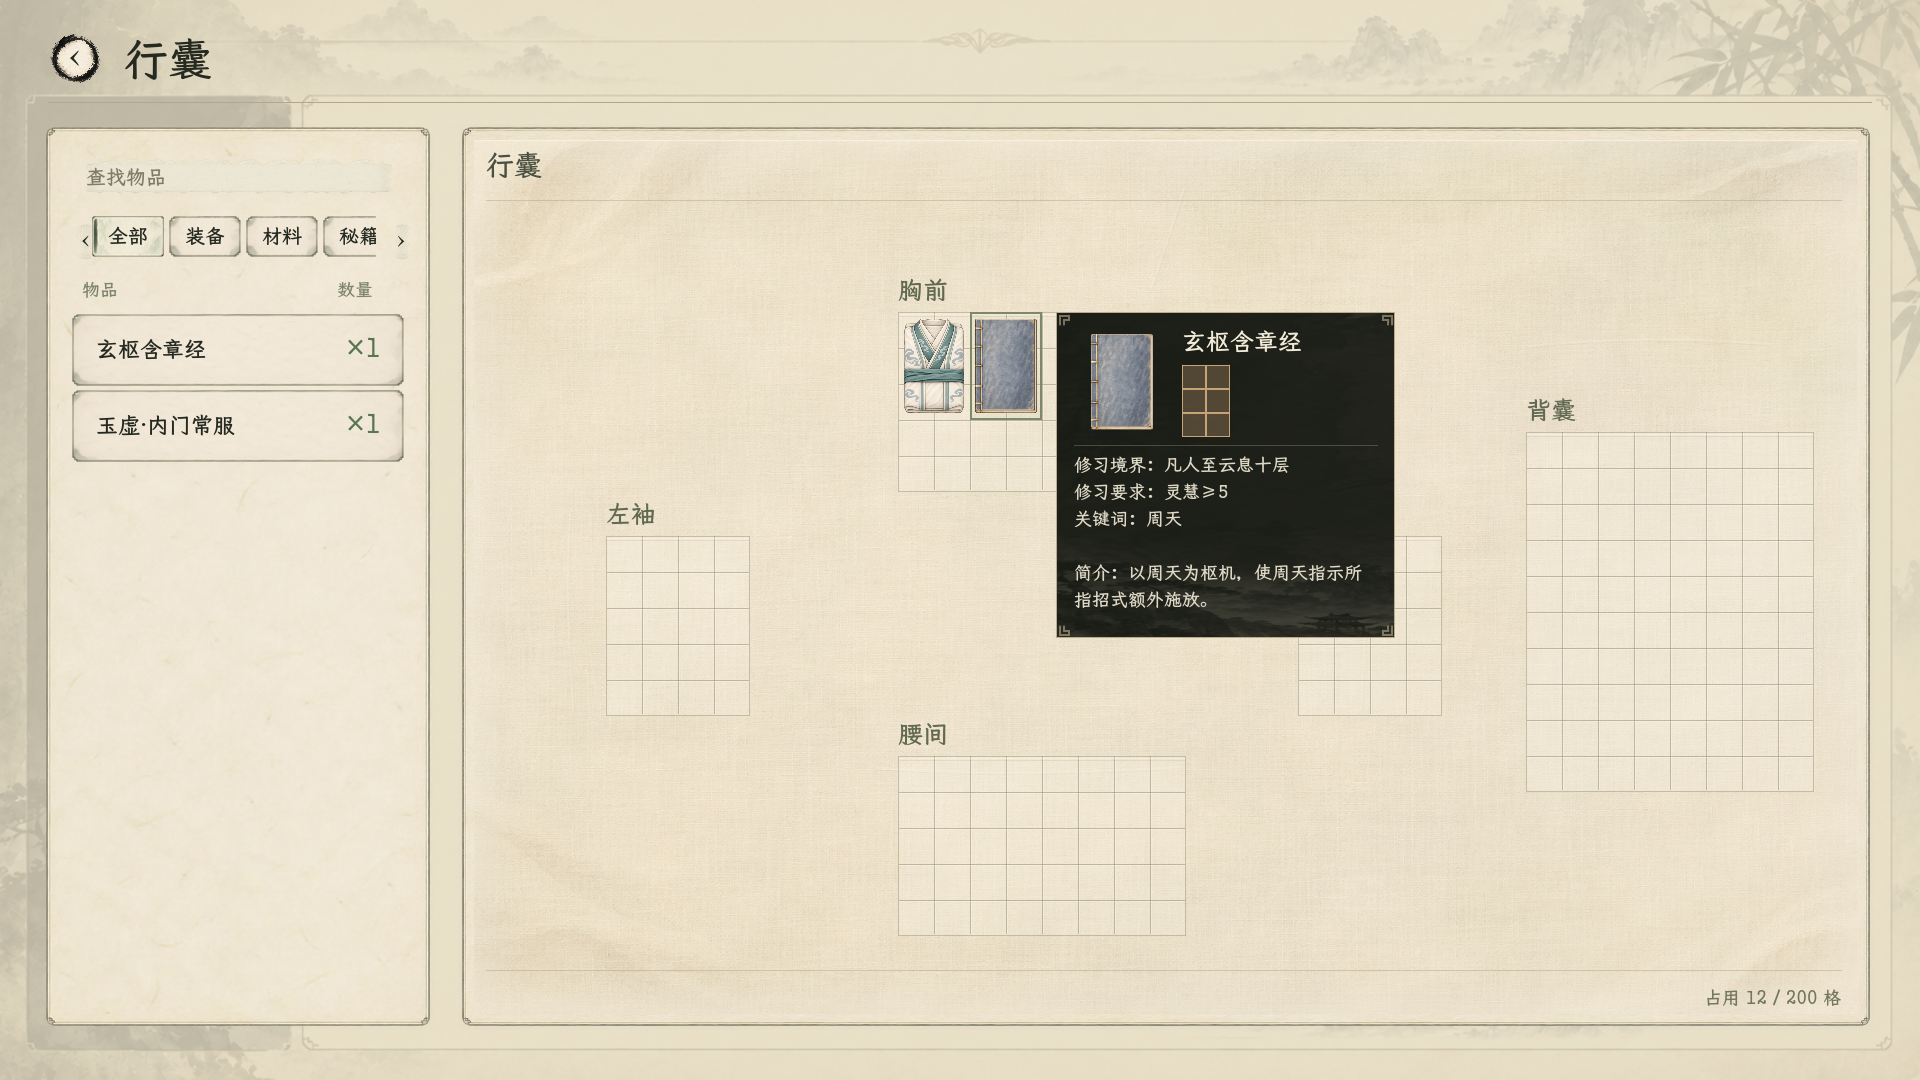 行囊
查找物品
全部
装备
材料
秘籍
物品
数量
玄枢含章经
×1
玉虚·内门常服
×1
行囊
胸前
玄枢含章经
修习境界：凡人至云息十层
修习要求：灵慧≥5
关键词：周天
简介：以周天为枢机，使周天指示所
指招式额外施放。
背囊
左袖
腰间
占用 12 / 200 格